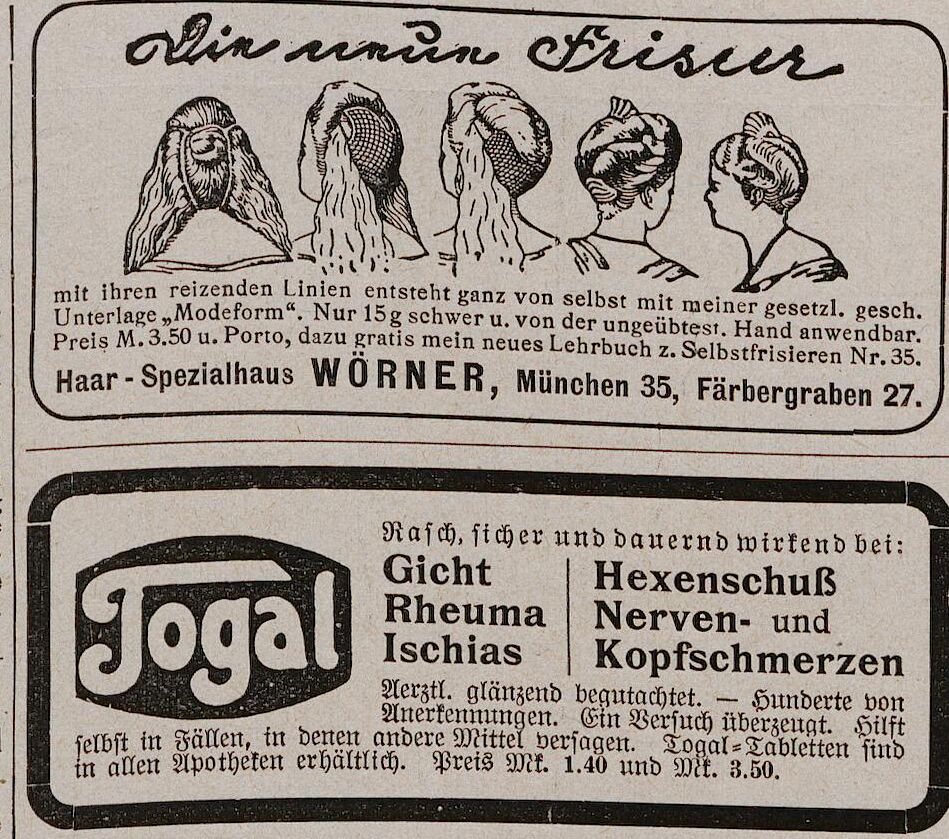 Die neue Frisur
mit ihren reizenden Linien entsteht ganz von selbst mit meiner gesetzl. gesch.
Unterlage „Modeform“. Nur 15 g schwer u. von der ungeübtest. Hand anwendbar.
Preis M. 3.50 u. Porto, dazu gratis mein neues Lehrbuch z. Selbstfrisieren Nr. 35.
Haar-Spezialhaus WÖRNER, München 35, Färbergraben 27.
Togal
Rasch, sicher und dauernd wirkend bei:
Gicht
Rheuma
Ischias
Hexenschuß
Nerven- und
Kopfschmerzen
Aerztl. glänzend begutachtet. — Hunderte von
Anerkennungen. Ein Versuch überzeugt. Hilft
selbst in Fällen, in denen andere Mittel versagen. Togal-Tabletten sind
in allen Apotheken erhältlich. Preis Mk. 1.40 und Mk. 3.50.